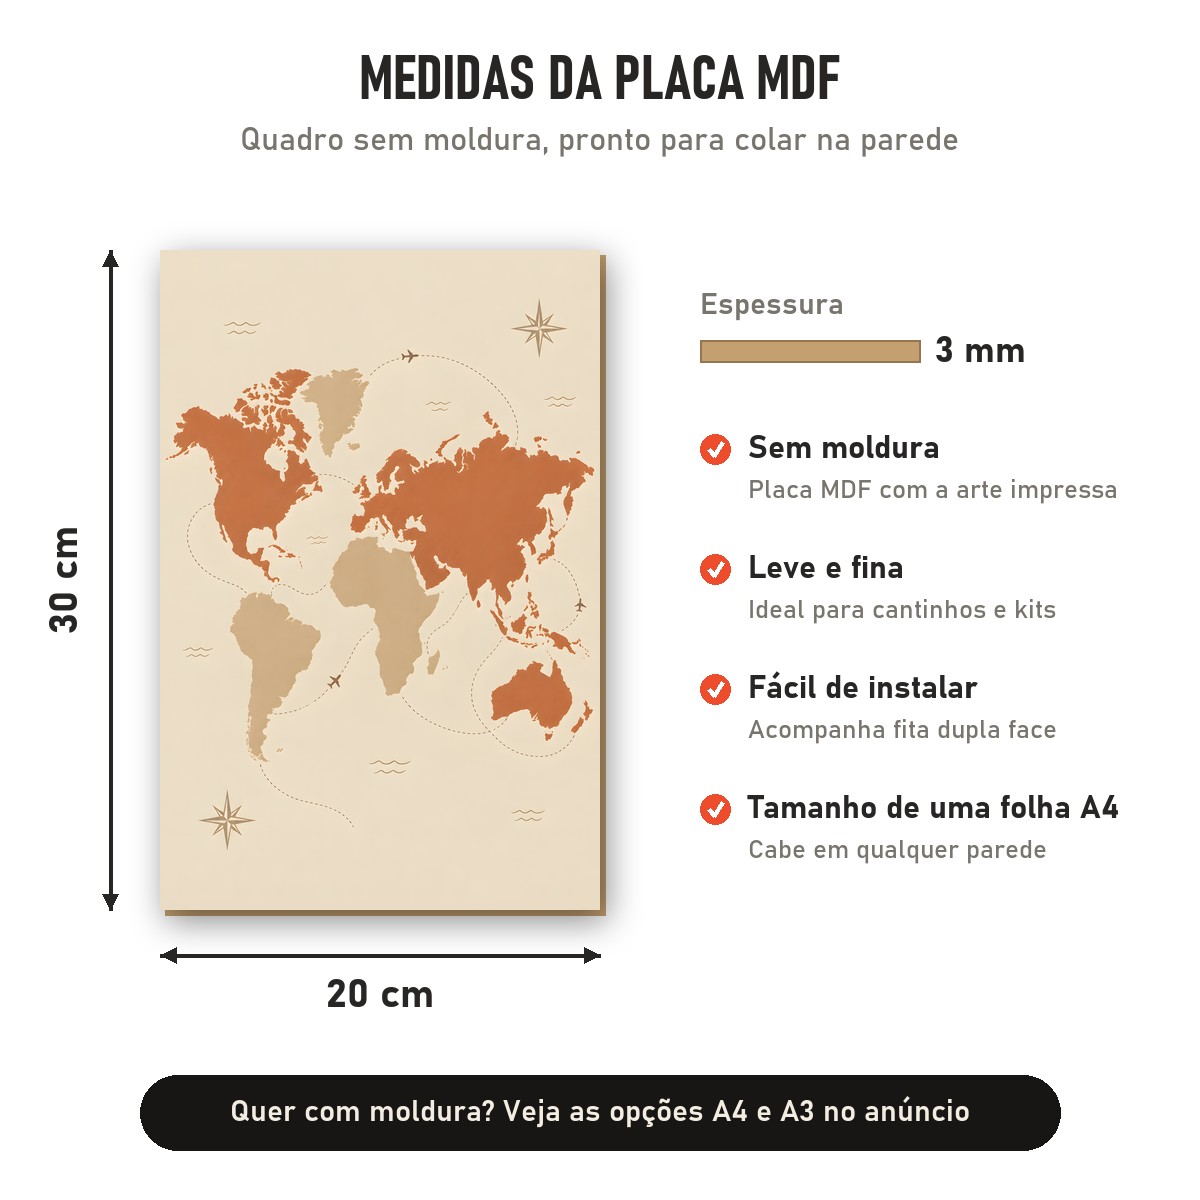 MEDIDAS DA PLACA MDF
Quadro sem moldura, pronto para colar na parede
30 cm
20 cm
Espessura
3 mm
Sem moldura
Placa MDF com a arte impressa
Leve e fina
Ideal para cantinhos e kits
Fácil de instalar
Acompanha fita dupla face
Tamanho de uma folha A4
Cabe em qualquer parede
Quer com moldura? Veja as opções A4 e A3 no anúncio